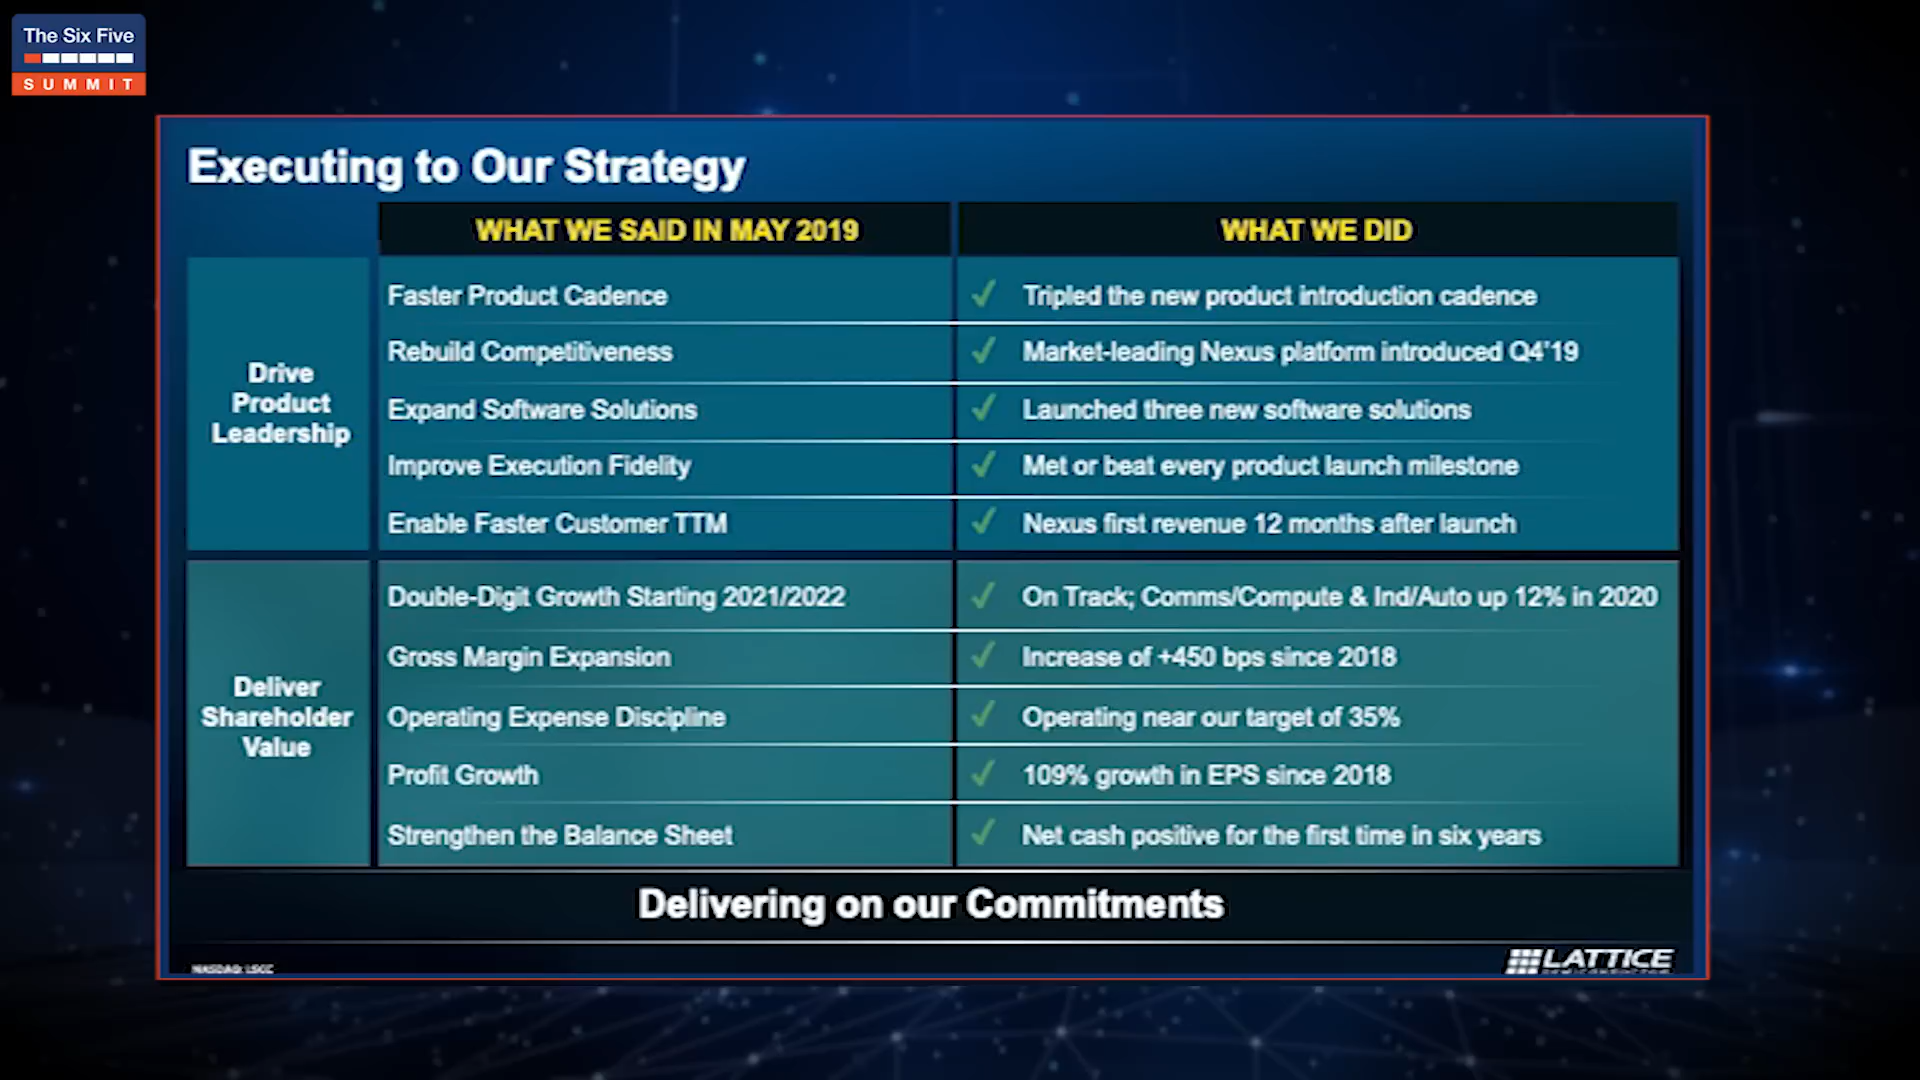 The Six Five
SUMMIT
Executing to Our Strategy
WHAT WE SAID IN MAY 2019
WHAT WE DID
Drive
Product
Leadership
Faster Product Cadence
✓ Tripled the new product introduction cadence
Rebuild Competitiveness
✓ Market-leading Nexus platform introduced Q4'19
Expand Software Solutions
✓ Launched three new software solutions
Improve Execution Fidelity
✓ Met or beat every product launch milestone
Enable Faster Customer TTM
✓ Nexus first revenue 12 months after launch
Deliver
Shareholder
Value
Double-Digit Growth Starting 2021/2022
✓ On Track; Comms/Compute & Ind/Auto up 12% in 2020
Gross Margin Expansion
✓ Increase of +450 bps since 2018
Operating Expense Discipline
✓ Operating near our target of 35%
Profit Growth
✓ 109% growth in EPS since 2018
Strengthen the Balance Sheet
✓ Net cash positive for the first time in six years
Delivering on our Commitments
NASDAQ: LSCC
LATTICE
SEMICONDUCTOR